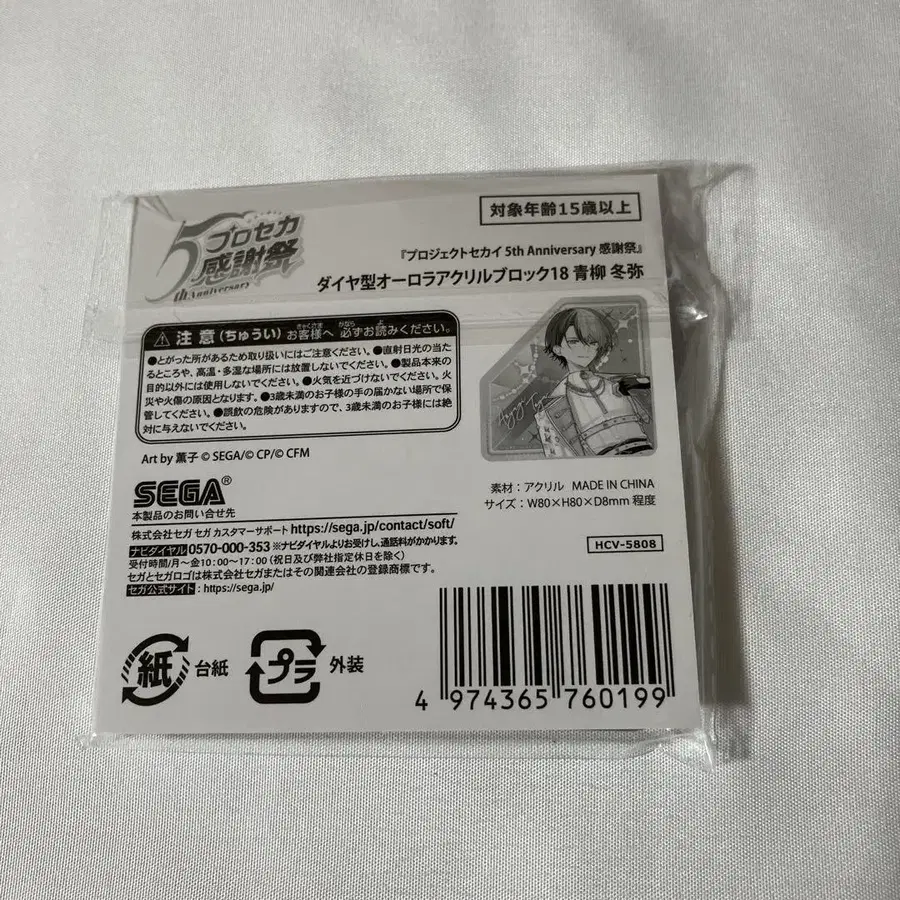 5
プロセカ
感謝祭
th Anniversary
対象年齢15歳以上
『プロジェクトセカイ 5th Anniversary 感謝祭』
ダイヤ型オーロラアクリルブロック18 青柳 冬弥
注意(ちゅうい) お客様へ 必ずお読みください。
きゃくさま かなら よ
●とがった所があるため取り扱いにはご注意ください。●直射日光の当た
るところや、高温・多湿な場所には放置しないでください。●製品本来の
目的以外には使用しないでください。●火気を近づけないでください。火
災や火傷の原因となります。●3歳未満のお子様の手の届かない場所で保
管してください。●誤飲の危険がありますので、3歳未満のお子様には絶
対に与えないでください。
Art by 薫子 © SEGA/© CP/© CFM
素材:アクリル MADE IN CHINA
サイズ:W80×H80×D8mm 程度
SEGA®
本製品のお問い合せ先
株式会社セガ セガ カスタマーサポート https://sega.jp/contact/soft/
ナビダイヤル 0570-000-353 ※ナビダイヤルよりお受けし、通話料がかかります。
受付時間/月〜金10:00〜17:00(祝日及び弊社指定休日を除く)
セガとセガロゴは株式会社セガまたはその関連会社の登録商標です。
セガ公式サイト:https://sega.jp/
HCV-5808
紙 台紙
プラ 外装
4 974365 760199